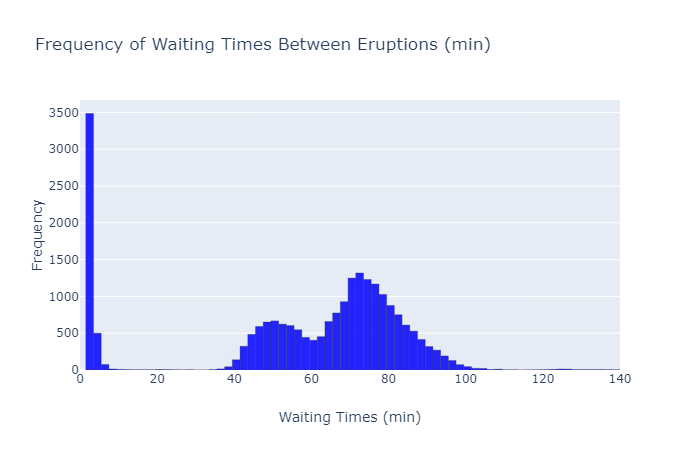 Frequency of Waiting Times Between Eruptions (min)
Frequency
3500
3000
2500
2000
1500
1000
500
0
0 20 40 60 80 100 120 140
Waiting Times (min)